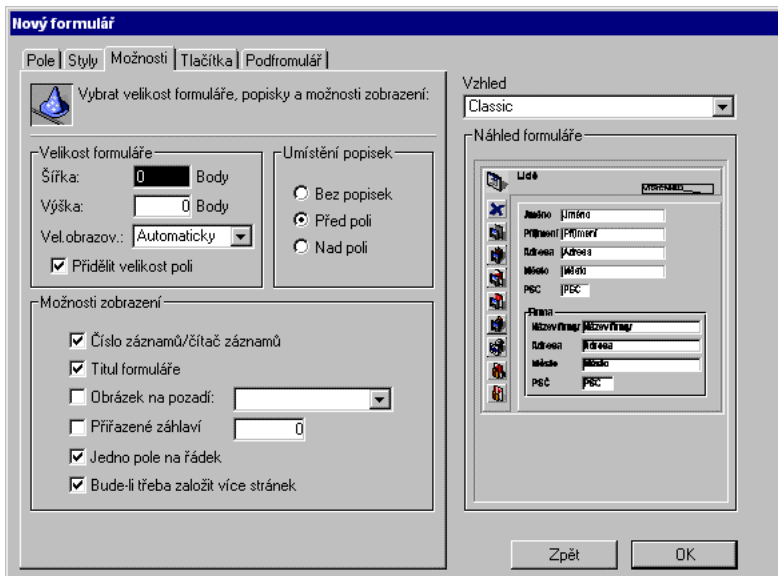 Nový formulář
Pole Styly Možnosti Tlačítka Podfromulář
Vybrat velikost formuláře, popisky a možnosti zobrazení:
Velikost formuláře
Šířka: 0 Body
Výška: 0 Body
Vel.obrazov.: Automaticky
Přidělit velikost poli
Umístění popisek
Bez popisek
Před poli
Nad poli
Možnosti zobrazení
Číslo záznamů/čítač záznamů
Titul formuláře
Obrázek na pozadí:
Přiřazené záhlaví 0
Jedno pole na řádek
Bude-li třeba založit více stránek
Vzhled
Classic
Náhled formuláře
Lidé
Jméno Jméno
Příjmení Příjmení
Adresa Adresa
Město Město
PSČ PSČ
Firma
Název firmy Název firmy
Adresa Adresa
Město Město
PSČ PSČ
Zpět OK